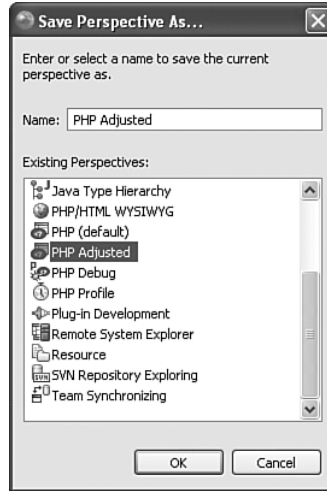 Save Perspective As...
Enter or select a name to save the current
perspective as.
Name: PHP Adjusted
Existing Perspectives:
Java Type Hierarchy
PHP/HTML WYSIWYG
PHP (default)
PHP Adjusted
PHP Debug
PHP Profile
Plug-in Development
Remote System Explorer
Resource
SVN Repository Exploring
Team Synchronizing
OK Cancel